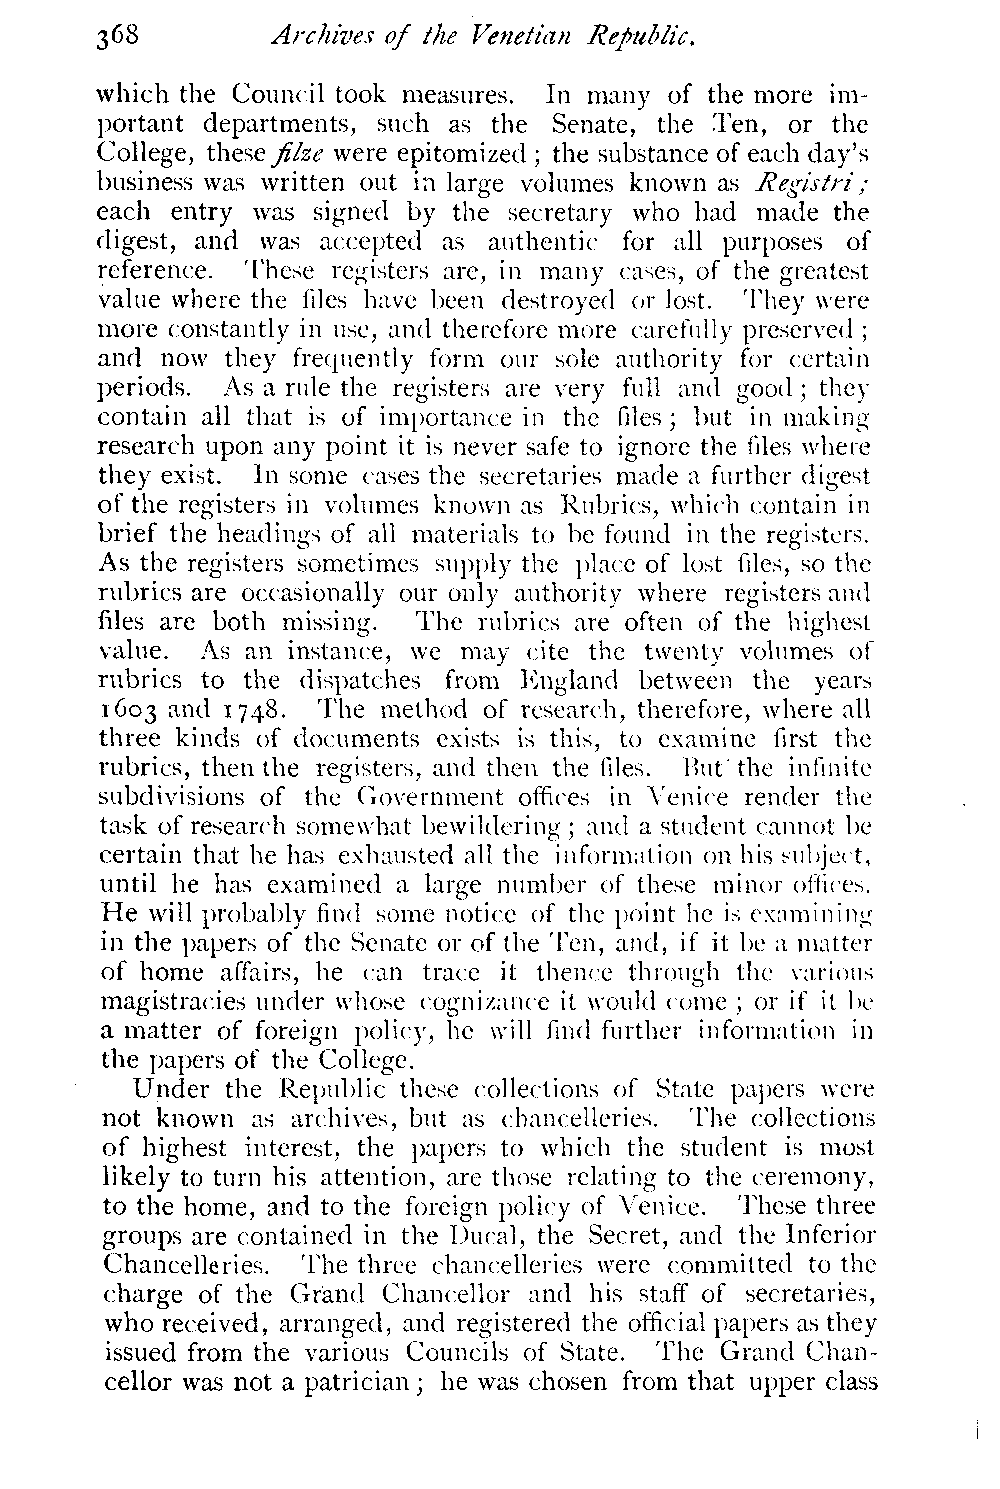 368 Archives of the Venetian Republic.
which the Council took measures. In many of the more im-
portant departments, such as the Senate, the Ten, or the
College, these filze were epitomized ; the substance of each day's
business was written out in large volumes known as Registri ;
each entry was signed by the secretary who had made the
digest, and was accepted as authentic for all purposes of
reference. These registers are, in many cases, of the greatest
value where the files have been destroyed or lost. They were
more constantly in use, and therefore more carefully preserved ;
and now they frequently form our sole authority for certain
periods. As a rule the registers are very full and good ; they
contain all that is of importance in the files ; but in making
research upon any point it is never safe to ignore the files where
they exist. In some cases the secretaries made a further digest
of the registers in volumes known as Rubrics, which contain in
brief the headings of all materials to be found in the registers.
As the registers sometimes supply the place of lost files, so the
rubrics are occasionally our only authority where registers and
files are both missing. The rubrics are often of the highest
value. As an instance, we may cite the twenty volumes of
rubrics to the dispatches from England between the years
1603 and 1748. The method of research, therefore, where all
three kinds of documents exists is this, to examine first the
rubrics, then the registers, and then the files. But the infinite
subdivisions of the Government offices in Venice render the
task of research somewhat bewildering ; and a student cannot be
certain that he has exhausted all the information on his subject,
until he has examined a large number of these minor offices.
He will probably find some notice of the point he is examining
in the papers of the Senate or of the Ten, and, if it be a matter
of home affairs, he can trace it thence through the various
magistracies under whose cognizance it would come ; or if it be
a matter of foreign policy, he will find further information in
the papers of the College.
Under the Republic these collections of State papers were
not known as archives, but as chancelleries. The collections
of highest interest, the papers to which the student is most
likely to turn his attention, are those relating to the ceremony,
to the home, and to the foreign policy of Venice. These three
groups are contained in the Ducal, the Secret, and the Inferior
Chancelleries. The three chancelleries were committed to the
charge of the Grand Chancellor and his staff of secretaries,
who received, arranged, and registered the official papers as they
issued from the various Councils of State. The Grand Chan-
cellor was not a patrician ; he was chosen from that upper class